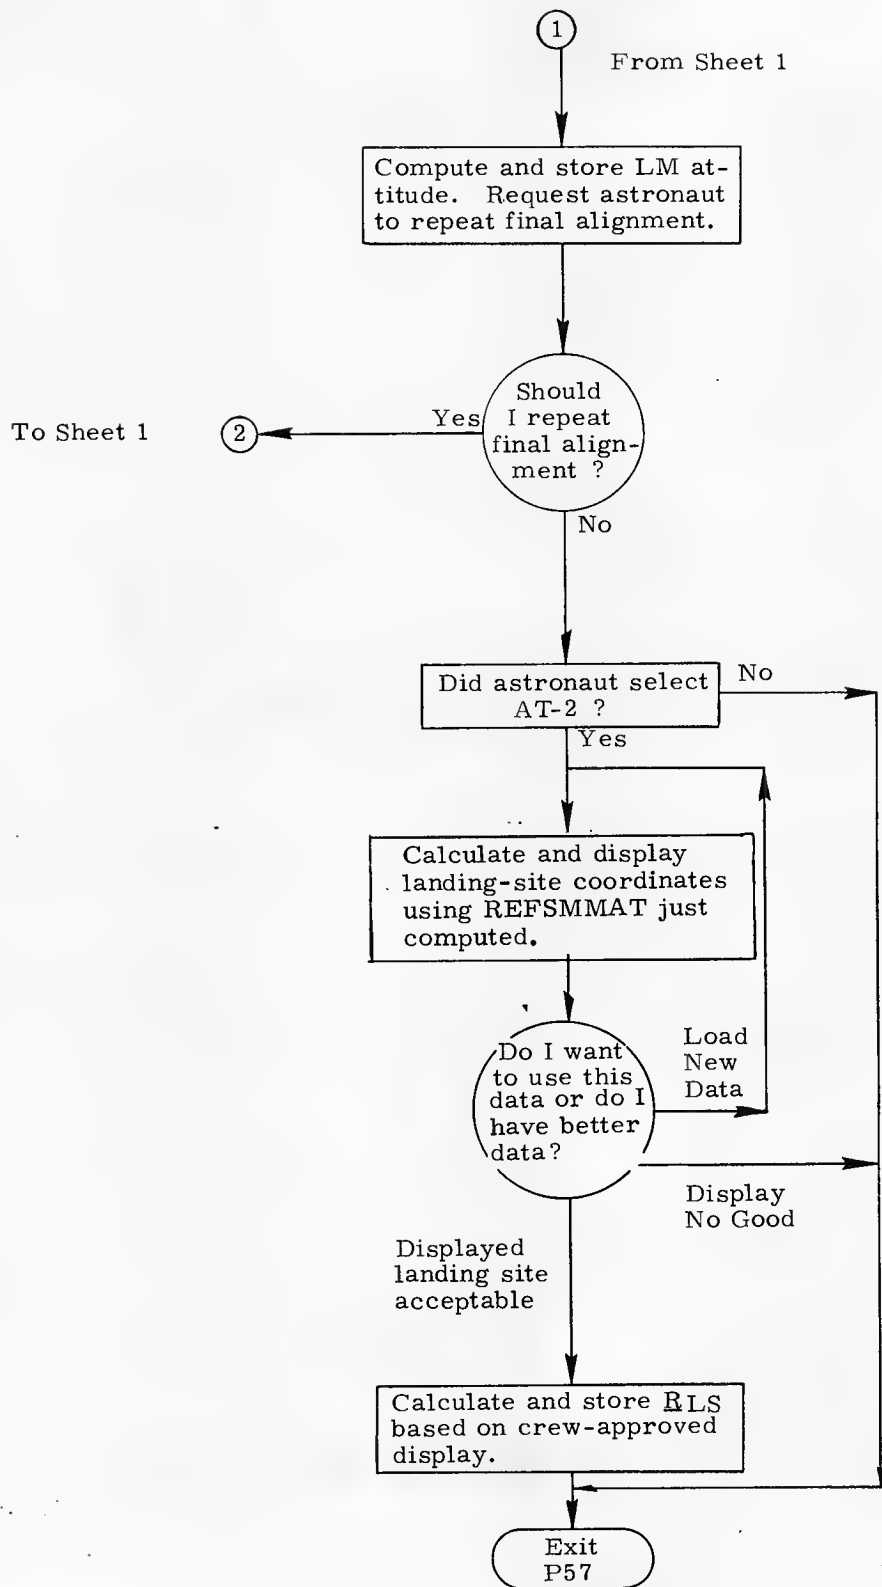 1
From Sheet 1
Compute and store LM at-
titude. Request astronaut
to repeat final alignment.
Should
I repeat
final align-
ment ?
Yes
2
To Sheet 1
No
Did astronaut select
AT-2 ?
No
Yes
Calculate and display
landing-site coordinates
using REFSMMAT just
computed.
Do I want
to use this
data or do I
have better
data?
Load
New
Data
Display
No Good
Displayed
landing site
acceptable
Calculate and store RLS
based on crew-approved
display.
Exit
P57